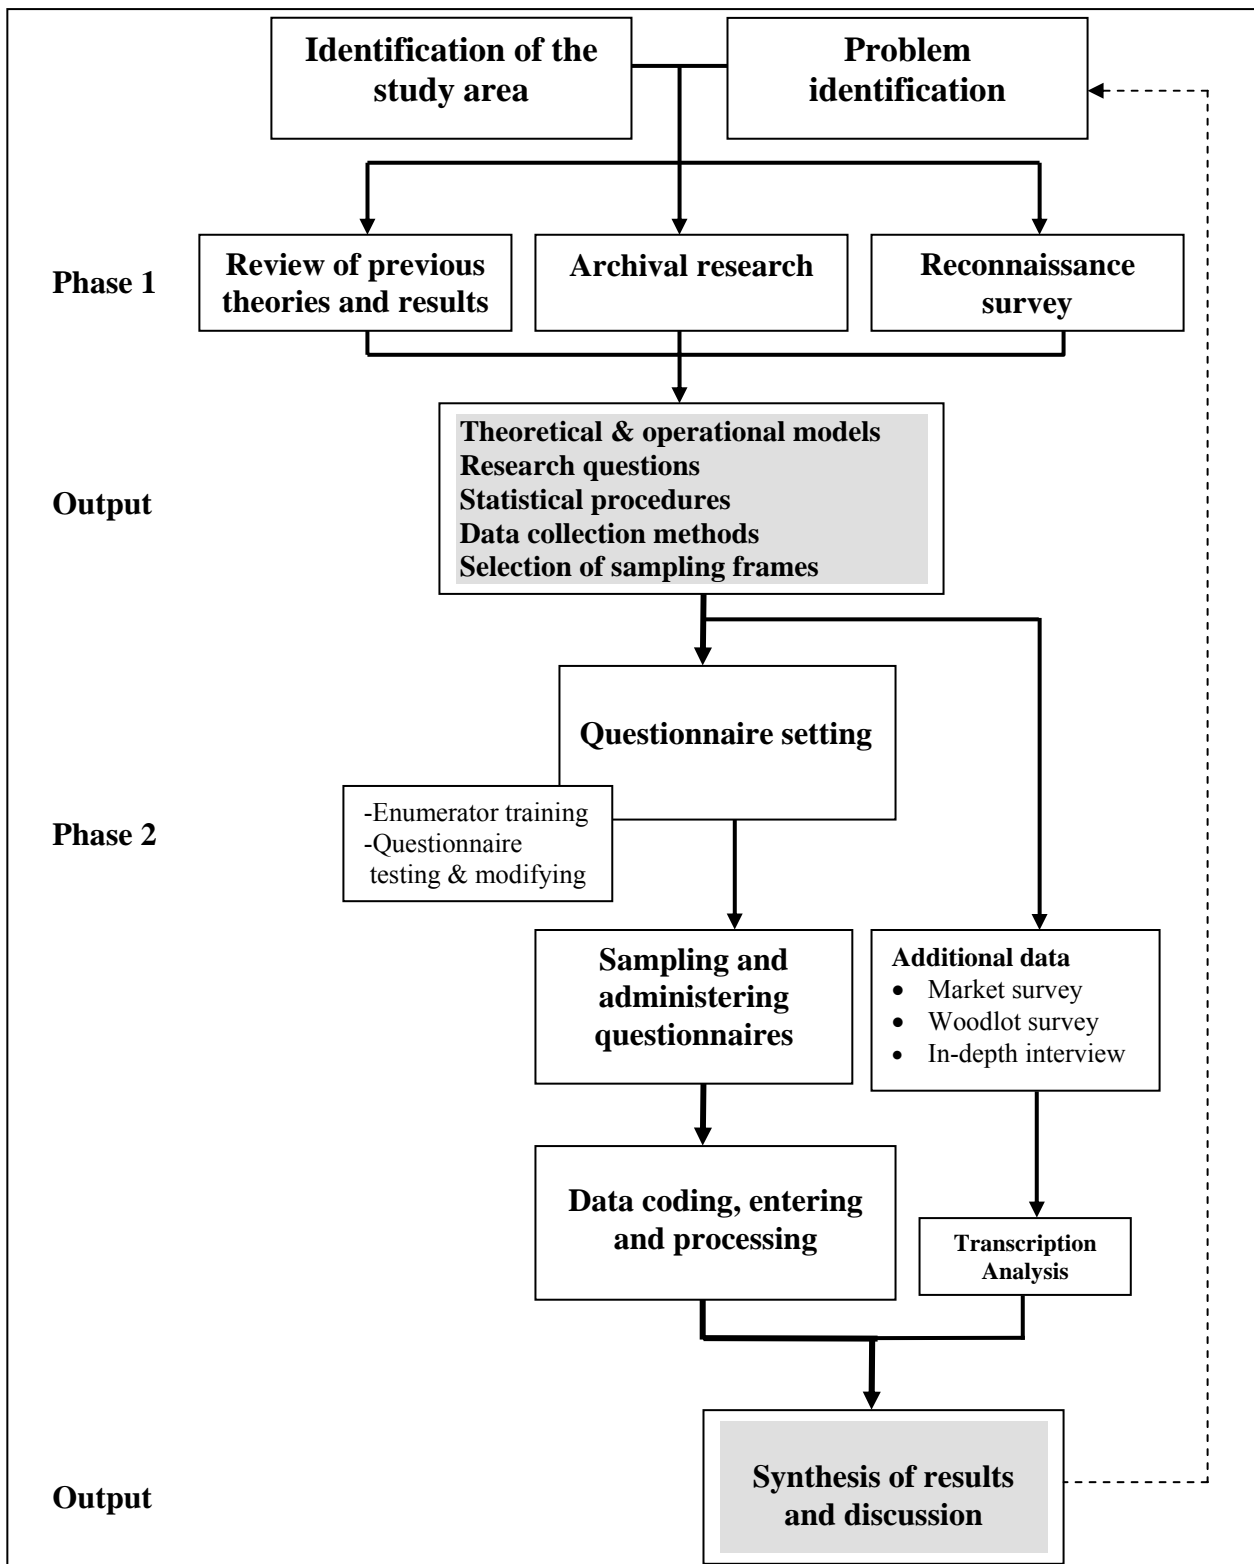 Identification of the
study area
Problem
identification
Phase 1
Review of previous
theories and results
Archival research
Reconnaissance
survey
Output
Theoretical & operational models
Research questions
Statistical procedures
Data collection methods
Selection of sampling frames
Questionnaire setting
Phase 2
-Enumerator training
-Questionnaire
testing & modifying
Sampling and
administering
questionnaires
Additional data
• Market survey
• Woodlot survey
• In-depth interview
Data coding, entering
and processing
Transcription
Analysis
Output
Synthesis of results
and discussion